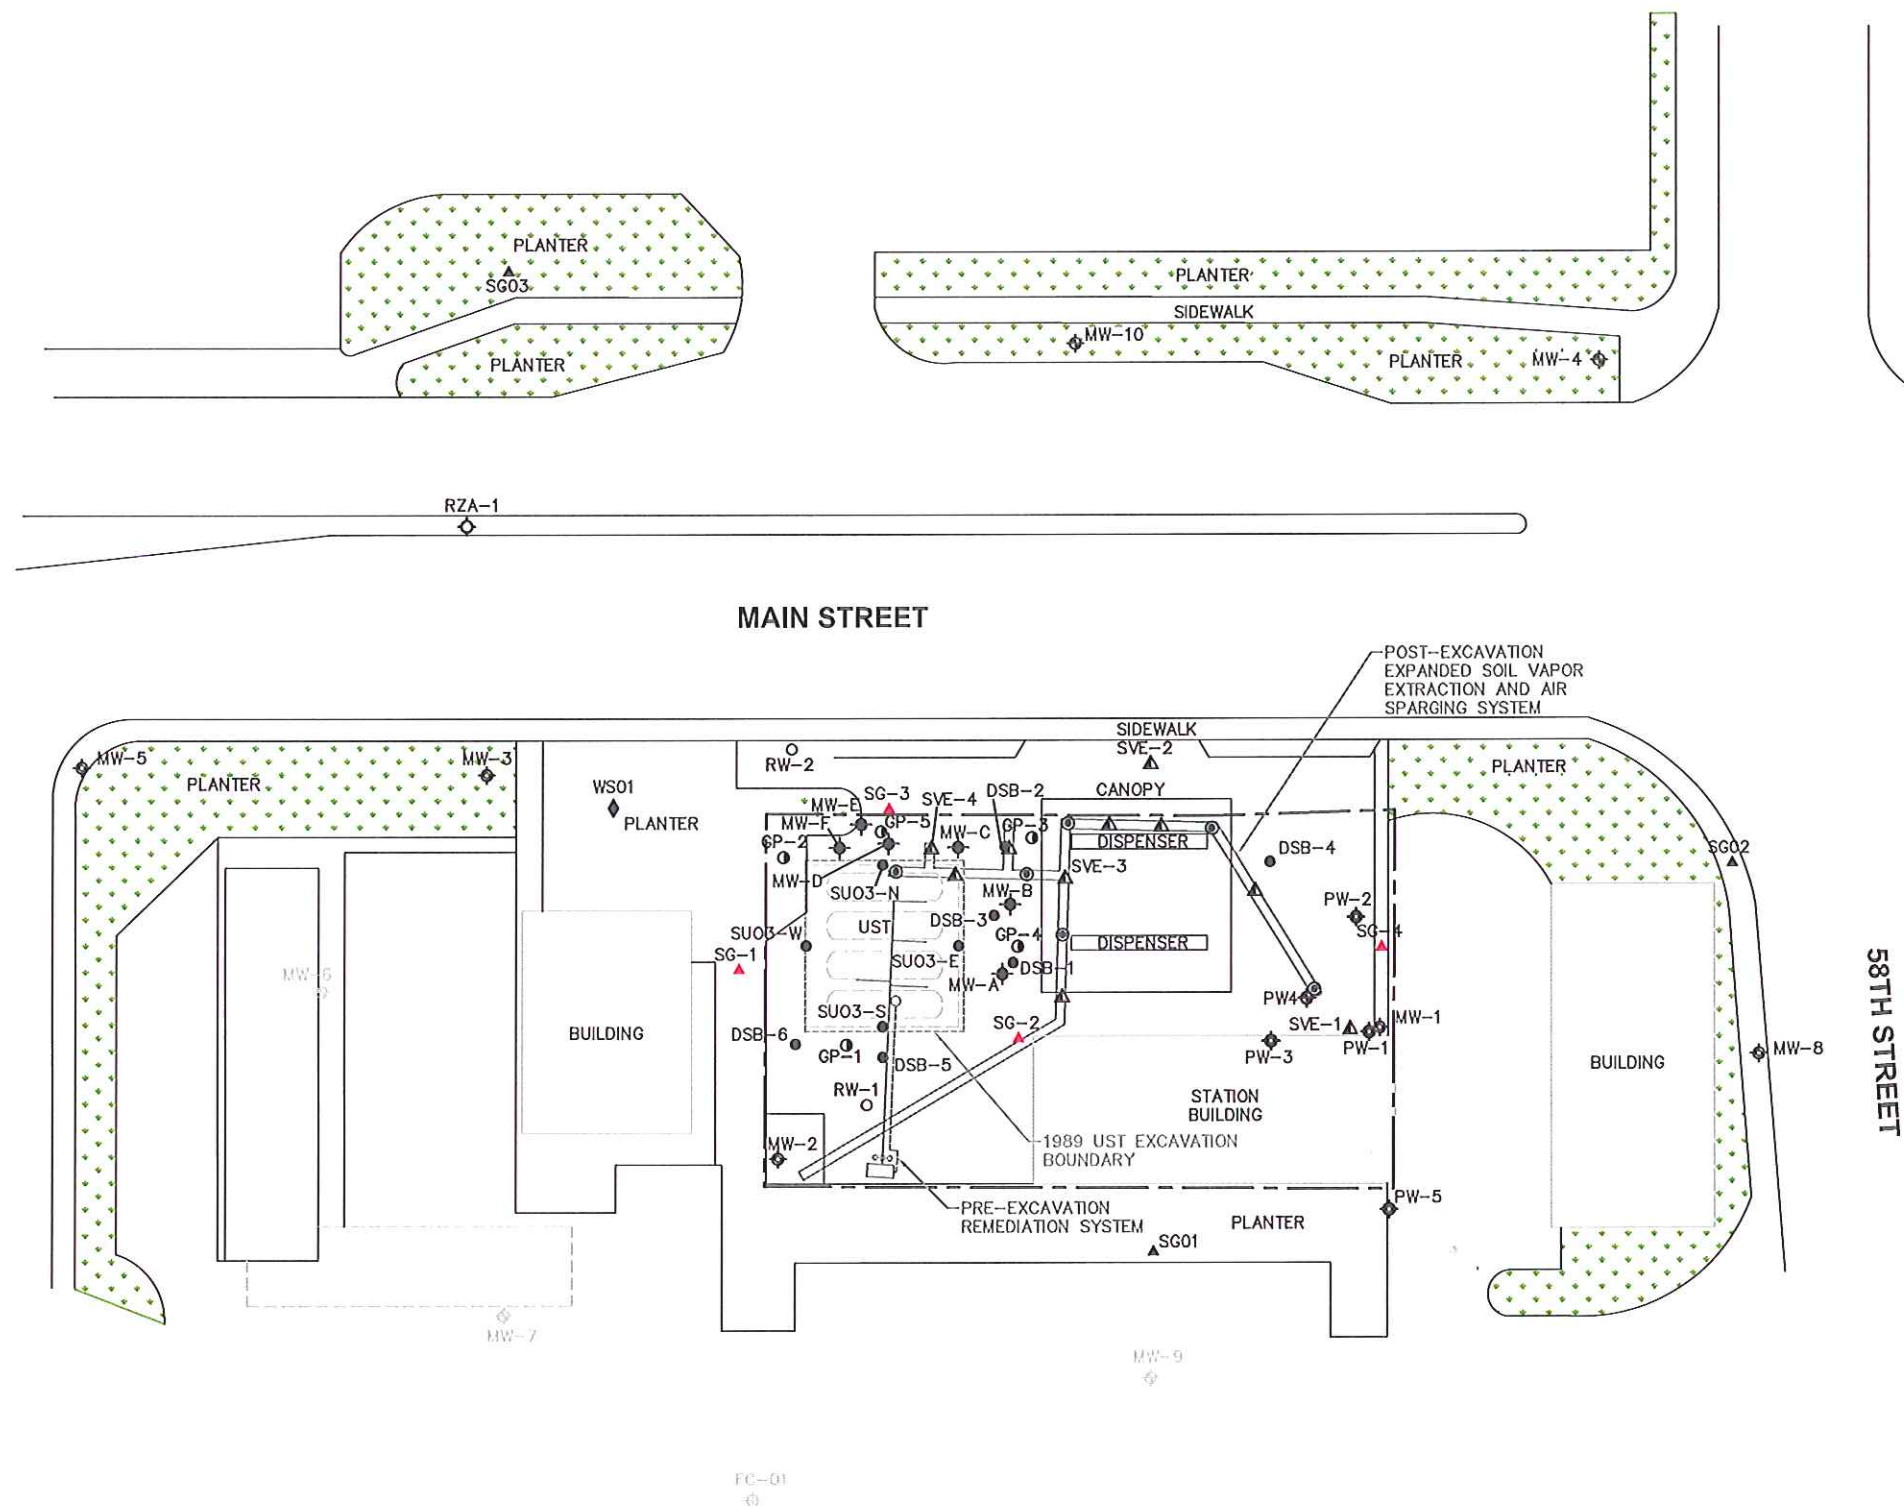 PLANTER
SG03
PLANTER
PLANTER
SIDEWALK
MW-10
PLANTER
MW-4
RZA-1
MAIN STREET
POST-EXCAVATION
EXPANDED SOIL VAPOR
EXTRACTION AND AIR
SPARGING SYSTEM
SIDEWALK
MW-5
PLANTER
MW-3
RW-2
SVE-2
PLANTER
WS01
PLANTER
CANOPY
MW-E
SG-3
SVE-4
DSB-2
MW-F
GP-5
MW-C
GP-3
DISPENSER
GP-2
DSB-4
SG02
MW-D
SU03-N
MW-B
SVE-3
PW-2
DSB-3
UST
SU03-W
GP-4
DISPENSER
SG-4
SG-1
SU03-E
DSB-1
MW-6
MW-A
PW4
SU03-S
SG-2
SVE-1
MW-1
BUILDING
DSB-6
GP-1
DSB-5
PW-3
PW-1
MW-8
BUILDING
58TH STREET
RW-1
STATION
BUILDING
MW-2
1989 UST EXCAVATION
BOUNDARY
PW-5
PRE-EXCAVATION
REMEDIATION SYSTEM
PLANTER
SG01
MW-7
MW-9
FC-01